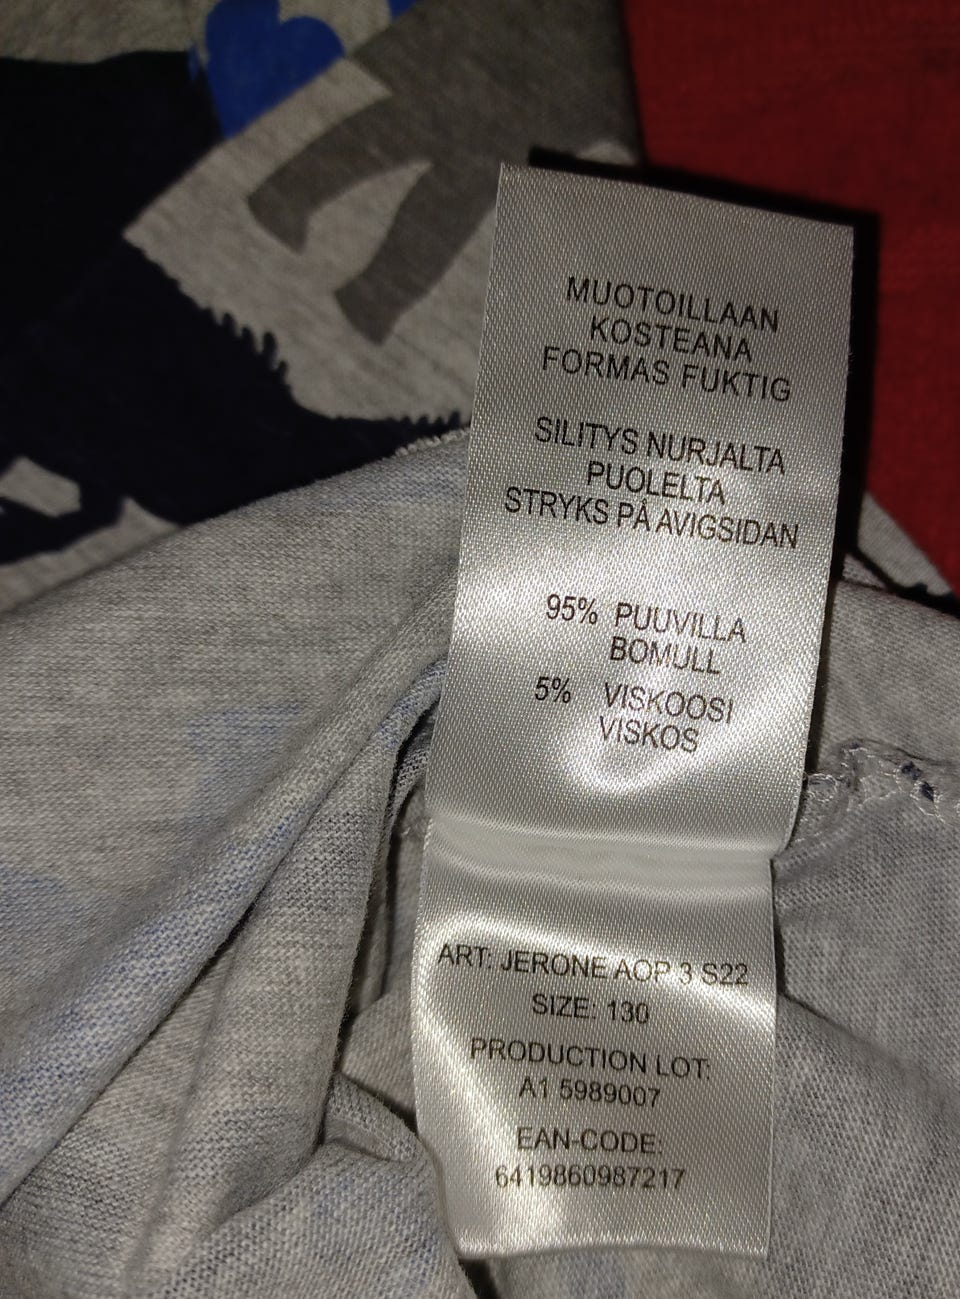 MUOTOILLAAN
KOSTEANA
FORMAS FUKTIG
SILITYS NURJALTA
PUOLELTA
STRYKS PÅ AVIGSIDAN
95% PUUVILLA
BOMULL
5% VISKOOSI
VISKOS
ART: JERONE AOP 3 S22
SIZE: 130
PRODUCTION LOT:
A1 5989007
EAN-CODE:
6419860987217